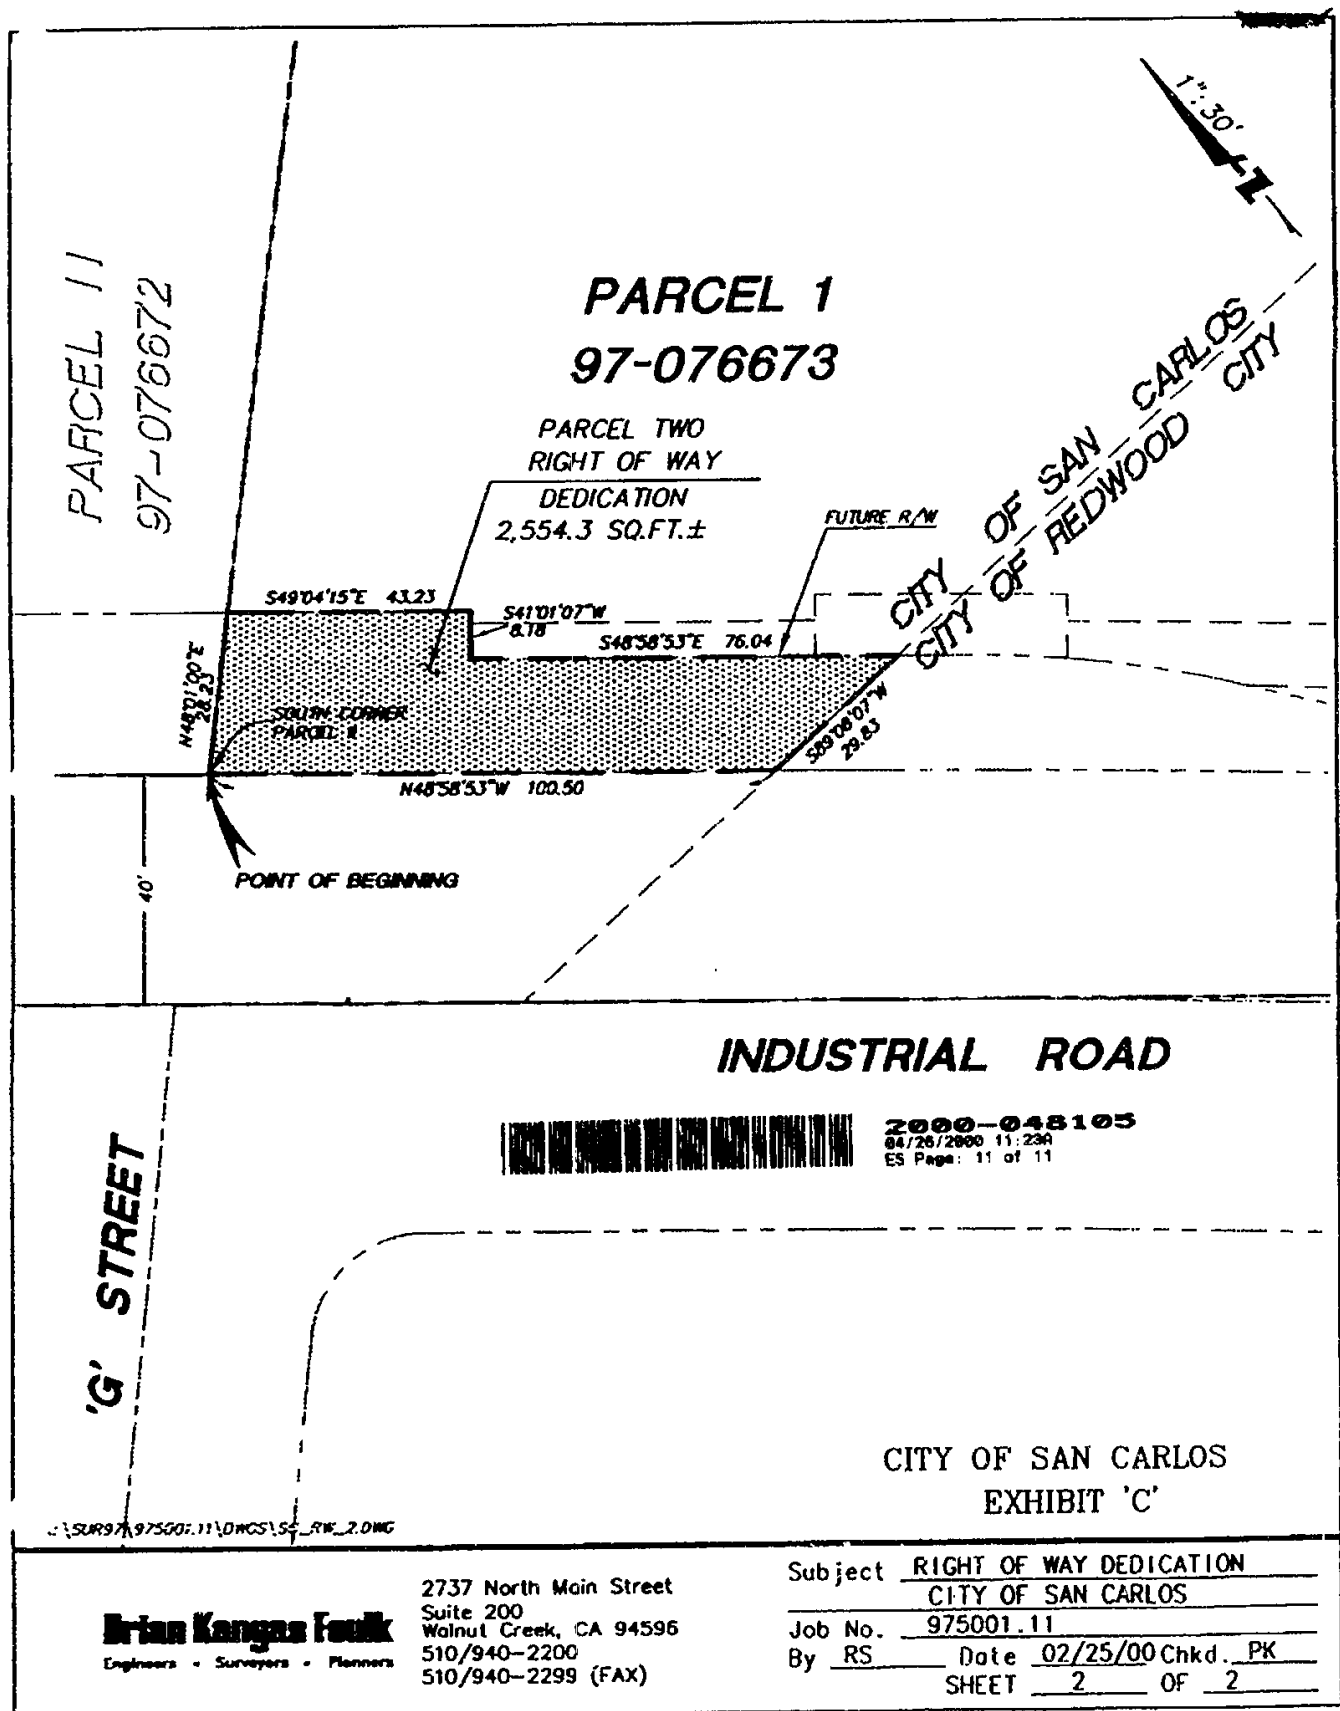 1":30'
PARCEL II
97-076672
PARCEL 1
97-076673
PARCEL TWO
RIGHT OF WAY
DEDICATION
2,554.3 SQ.FT.±
FUTURE R/W
CITY OF SAN CARLOS
CITY OF REDWOOD CITY
S49°04'15"E 43.23
S41°01'07"W
8.18
S48°58'53"E 76.04
N48°01'00"E
28.23
SOUTH CORNER
PARCEL
S89°08'07"W
29.83
N48°58'53"W 100.50
POINT OF BEGINNING
40'
INDUSTRIAL ROAD
2000-048105
04/26/2000 11:23A
ES Page: 11 of 11
'G' STREET
CITY OF SAN CARLOS
EXHIBIT 'C'
\SUR97\975001.11\DWGS\SC_RW_2.DWG
Brian Kangas Foulk
Engineers • Surveyors • Planners
2737 North Main Street
Suite 200
Walnut Creek, CA 94596
510/940-2200
510/940-2299 (FAX)
Subject RIGHT OF WAY DEDICATION
CITY OF SAN CARLOS
Job No. 975001.11
By RS Date 02/25/00 Chkd. PK
SHEET 2 OF 2